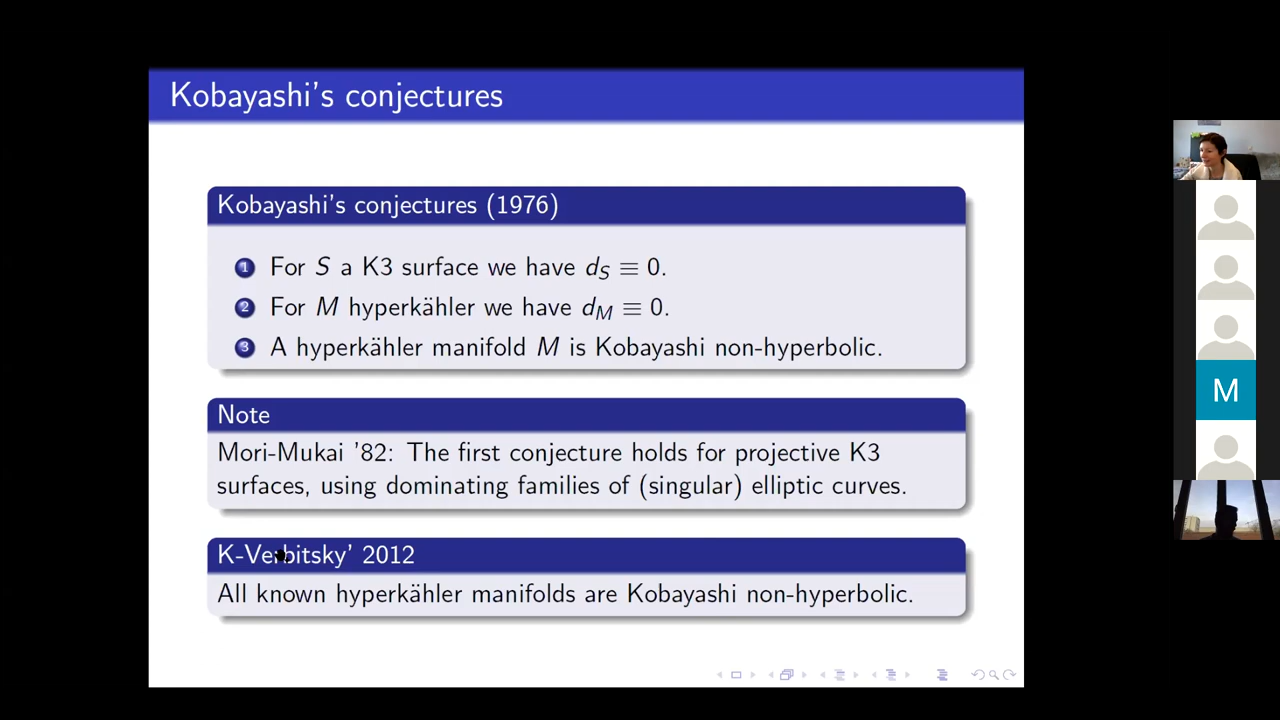 Kobayashi's conjectures
Kobayashi's conjectures (1976)
1 For S a K3 surface we have d_S ≡ 0.
2 For M hyperkähler we have d_M ≡ 0.
3 A hyperkähler manifold M is Kobayashi non-hyperbolic.
Note
Mori-Mukai '82: The first conjecture holds for projective K3
surfaces, using dominating families of (singular) elliptic curves.
K-Verbitsky' 2012
All known hyperkähler manifolds are Kobayashi non-hyperbolic.
M